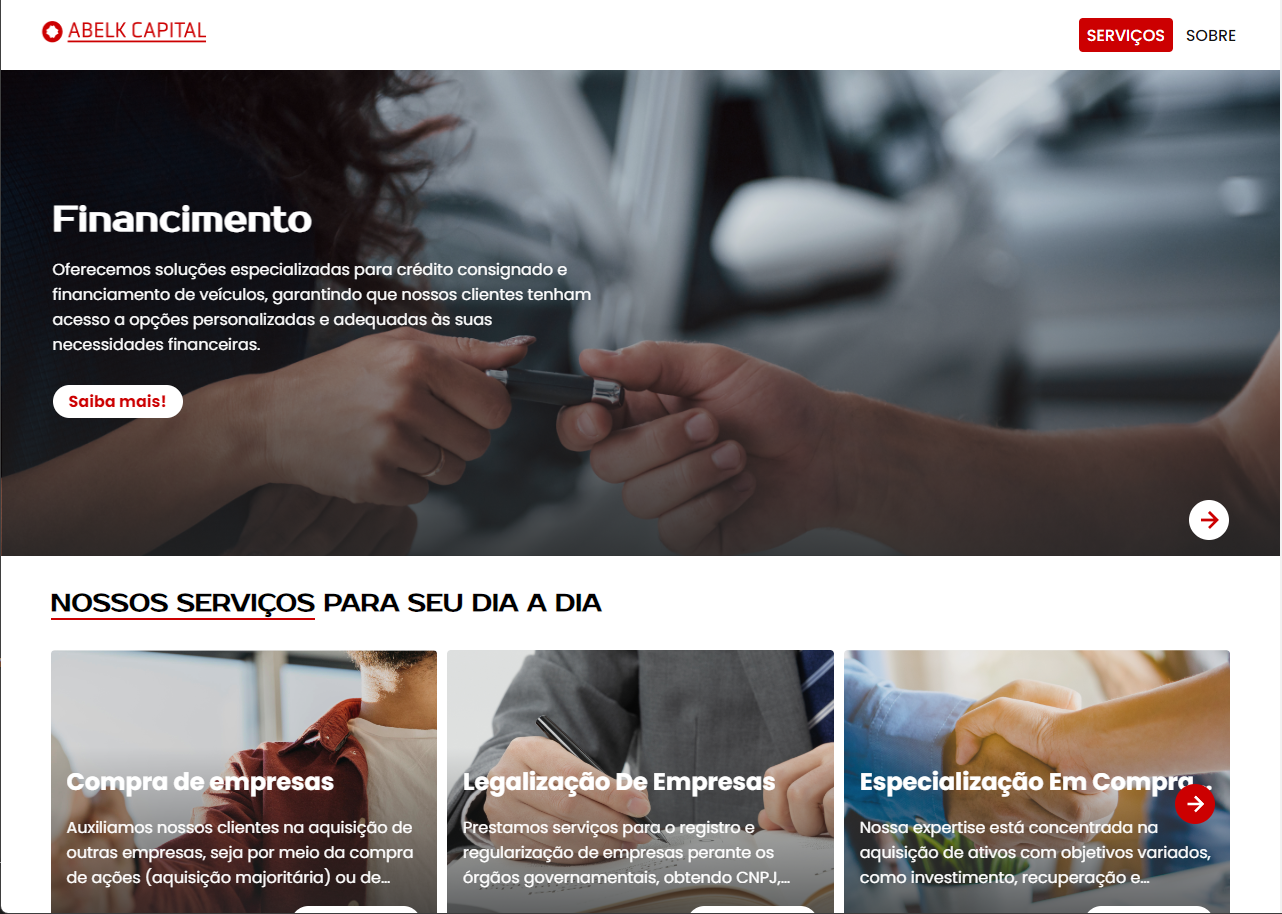 ABELK CAPITAL
SERVIÇOS
SOBRE
Financimento
Oferecemos soluções especializadas para crédito consignado e
financiamento de veículos, garantindo que nossos clientes tenham
acesso a opções personalizadas e adequadas às suas
necessidades financeiras.
Saiba mais!
NOSSOS SERVIÇOS PARA SEU DIA A DIA
Compra de empresas
Auxiliamos nossos clientes na aquisição de
outras empresas, seja por meio da compra
de ações (aquisição majoritária) ou de...
Legalização De Empresas
Prestamos serviços para o registro e
regularização de empresas perante os
órgãos governamentais, obtendo CNPJ,...
Especialização Em Compra...
Nossa expertise está concentrada na
aquisição de ativos com objetivos variados,
como investimento, recuperação e...